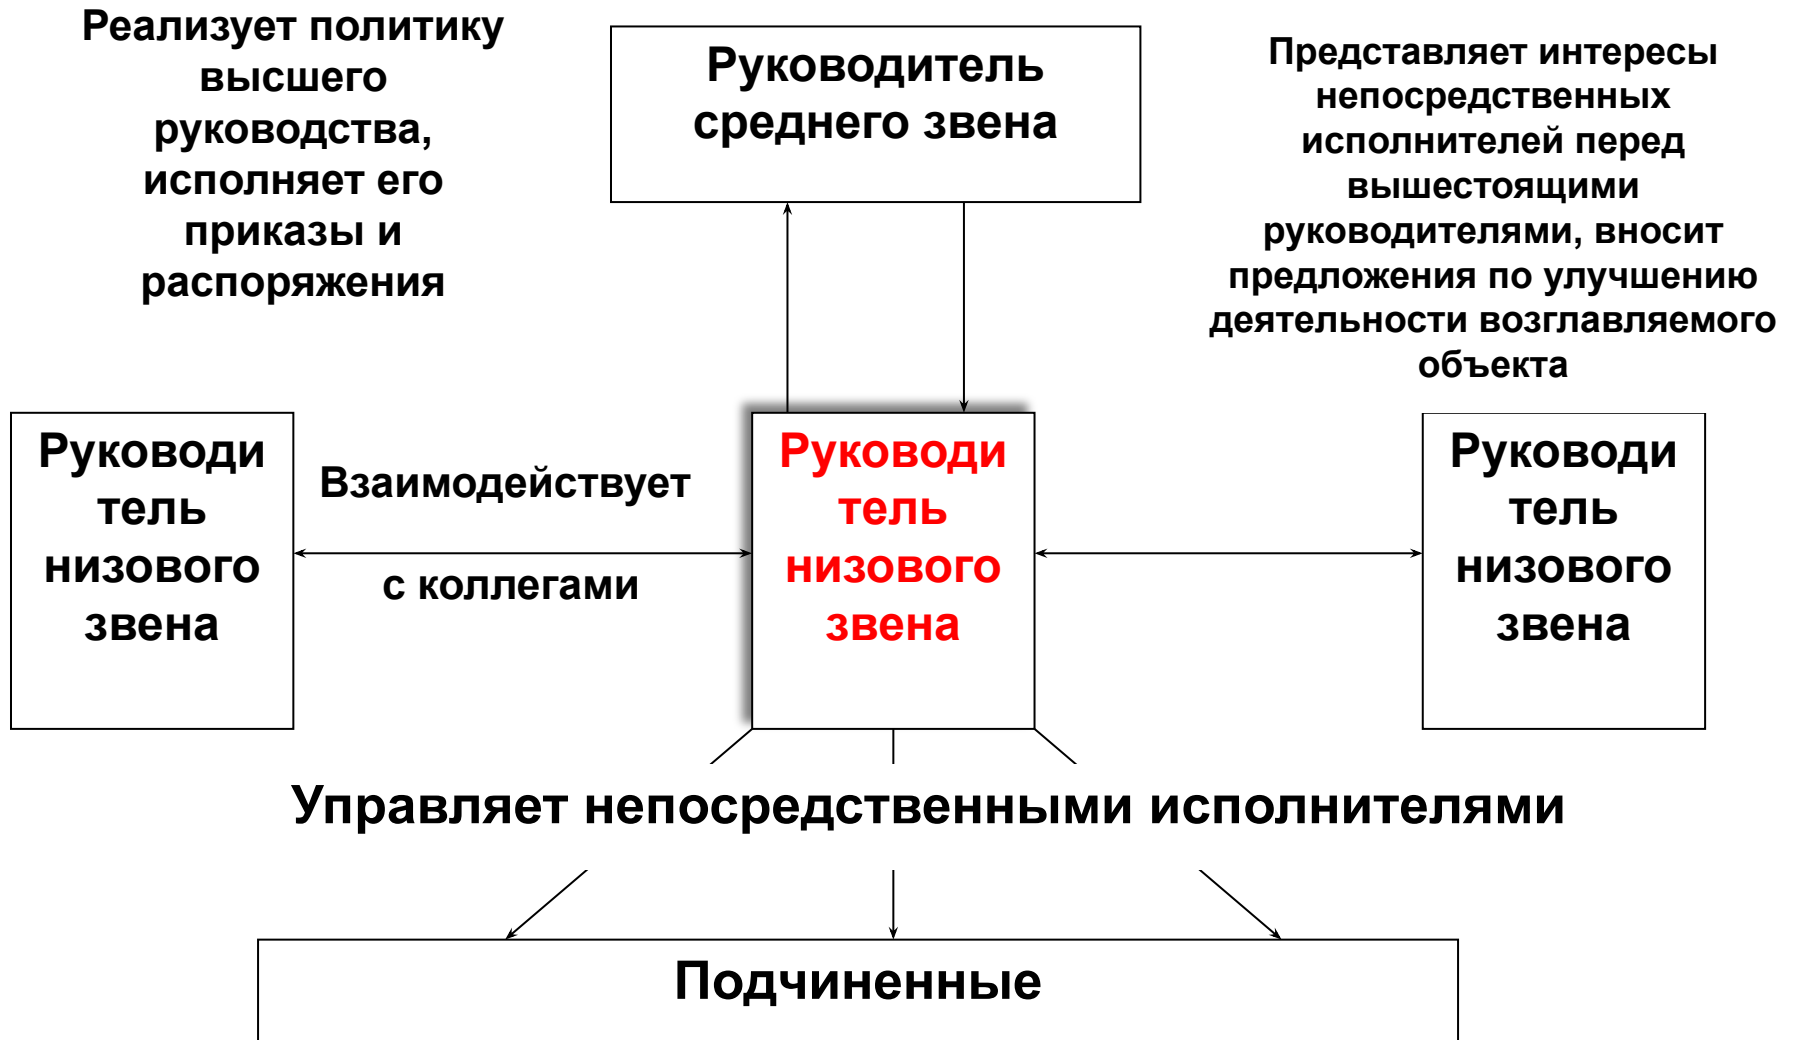 Реализует политику
высшего
руководства,
исполняет его
приказы и
распоряжения
Руководитель
среднего звена
Представляет интересы
непосредственных
исполнителей перед
вышестоящими
руководителями, вносит
предложения по улучшению
деятельности возглавляемого
объекта
Руководи
тель
низового
звена
Взаимодействует
с коллегами
Руководи
тель
низового
звена
Руководи
тель
низового
звена
Управляет непосредственными исполнителями
Подчиненные